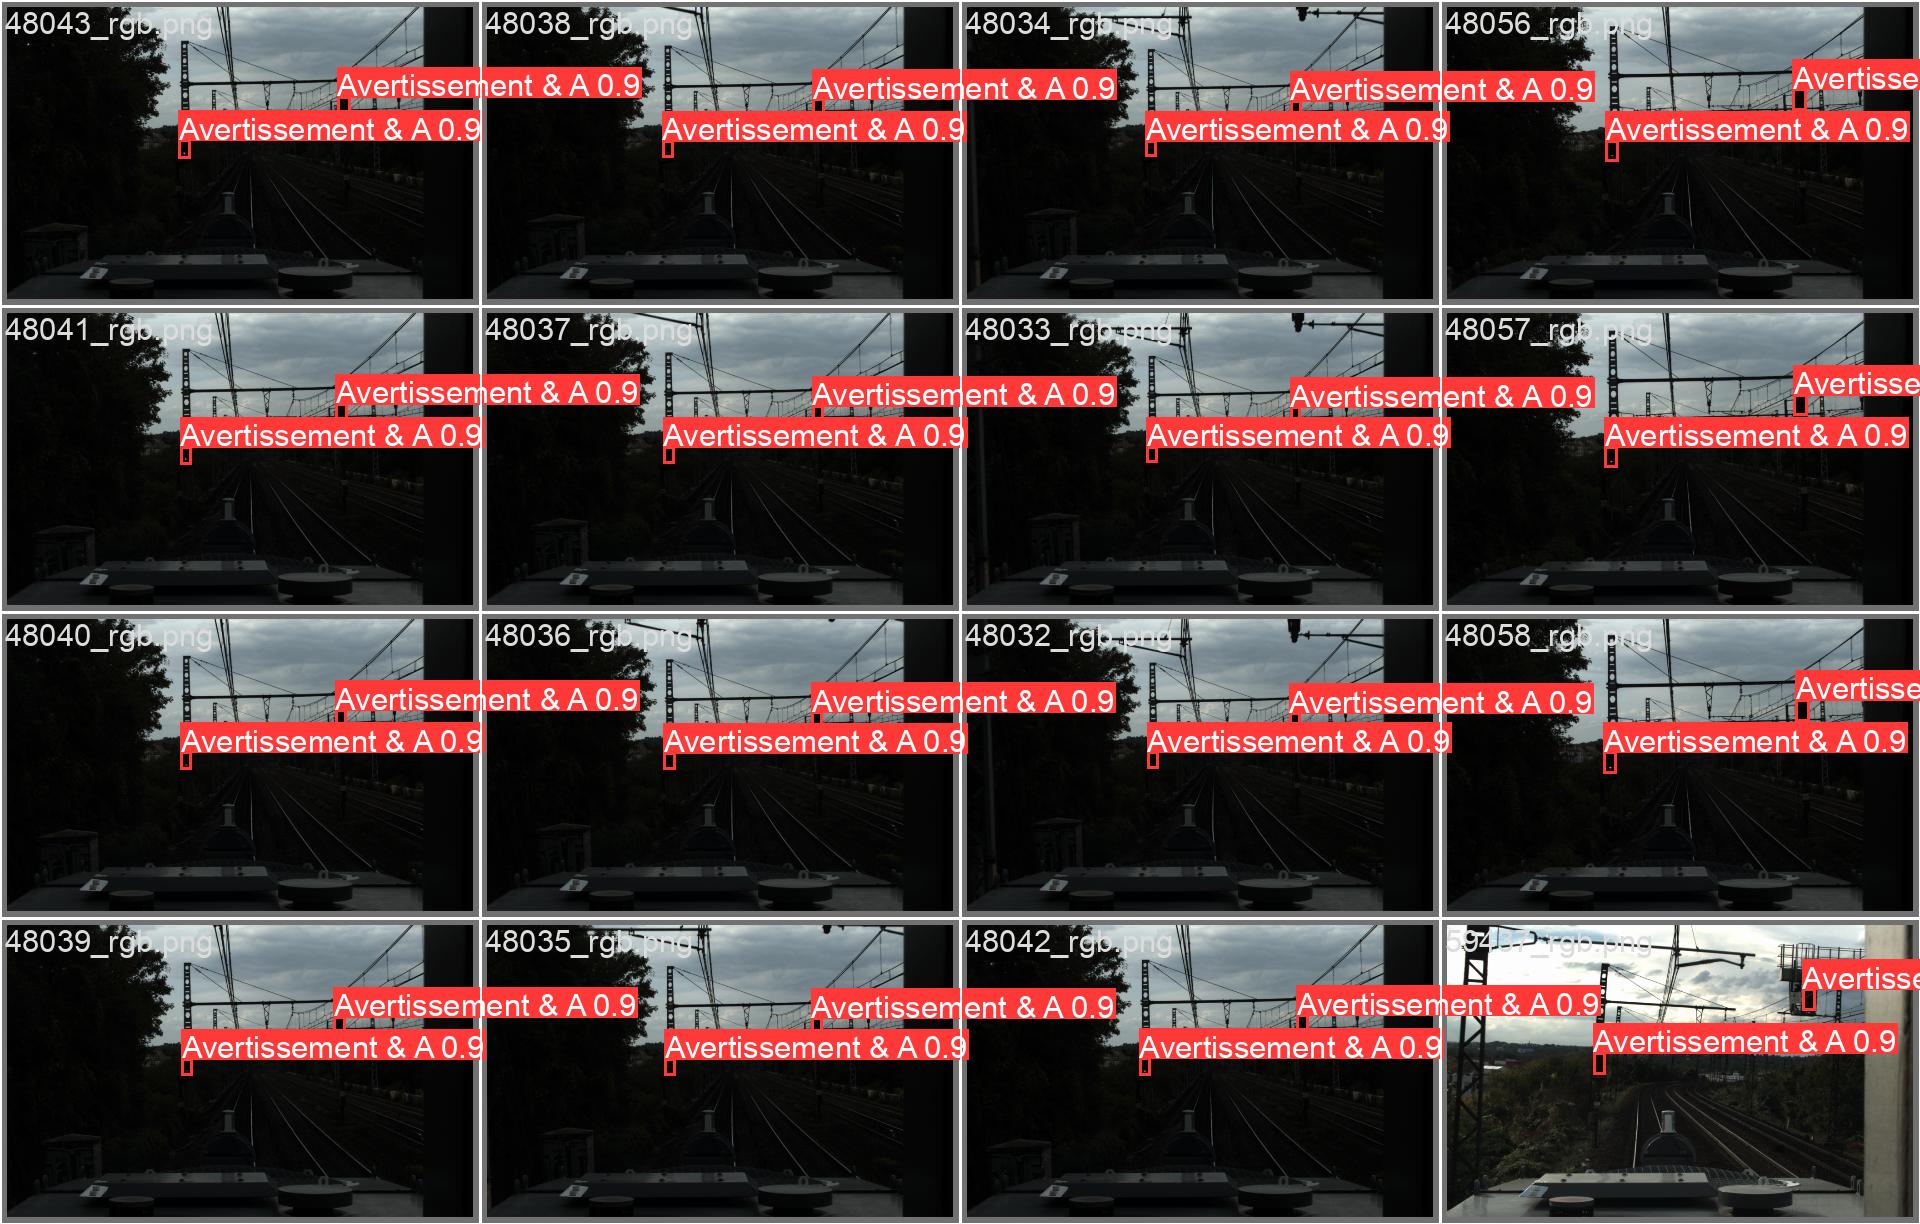 48043_rgb.png
Avertissement & A 0.9
Avertissement & A 0.9
48038_rgb.png
Avertissement & A 0.9
Avertissement & A 0.9
48034_rgb.png
Avertissement & A 0.9
Avertissement & A 0.9
48056_rgb.png
Avertisse
Avertissement & A 0.9
48041_rgb.png
Avertissement & A 0.9
Avertissement & A 0.9
48037_rgb.png
Avertissement & A 0.9
Avertissement & A 0.9
48033_rgb.png
Avertissement & A 0.9
Avertissement & A 0.9
48057_rgb.png
Avertisse
Avertissement & A 0.9
48040_rgb.png
Avertissement & A 0.9
Avertissement & A 0.9
48036_rgb.png
Avertissement & A 0.9
Avertissement & A 0.9
48032_rgb.png
Avertissement & A 0.9
Avertissement & A 0.9
48058_rgb.png
Avertisse
Avertissement & A 0.9
48039_rgb.png
Avertissement & A 0.9
Avertissement & A 0.9
48035_rgb.png
Avertissement & A 0.9
Avertissement & A 0.9
48042_rgb.png
Avertissement & A 0.9
Avertissement & A 0.9
Avertisse
Avertissement & A 0.9